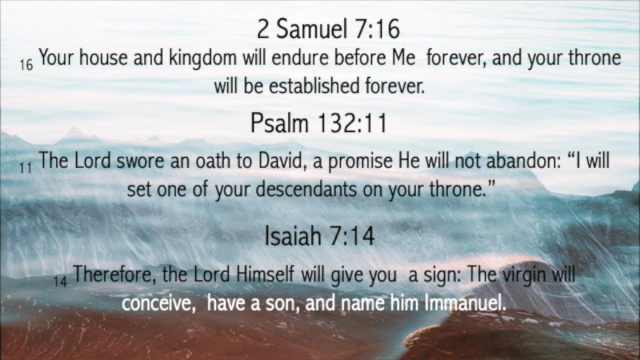 2 Samuel 7:16
16 Your house and kingdom will endure before Me  forever, and your throne
will be established forever.
Psalm 132:11
11 The Lord swore an oath to David, a promise He will not abandon: “I will
set one of your descendants on your throne.”
Isaiah 7:14
14 Therefore, the Lord Himself will give you  a sign: The virgin will
conceive,  have a son, and name him Immanuel.